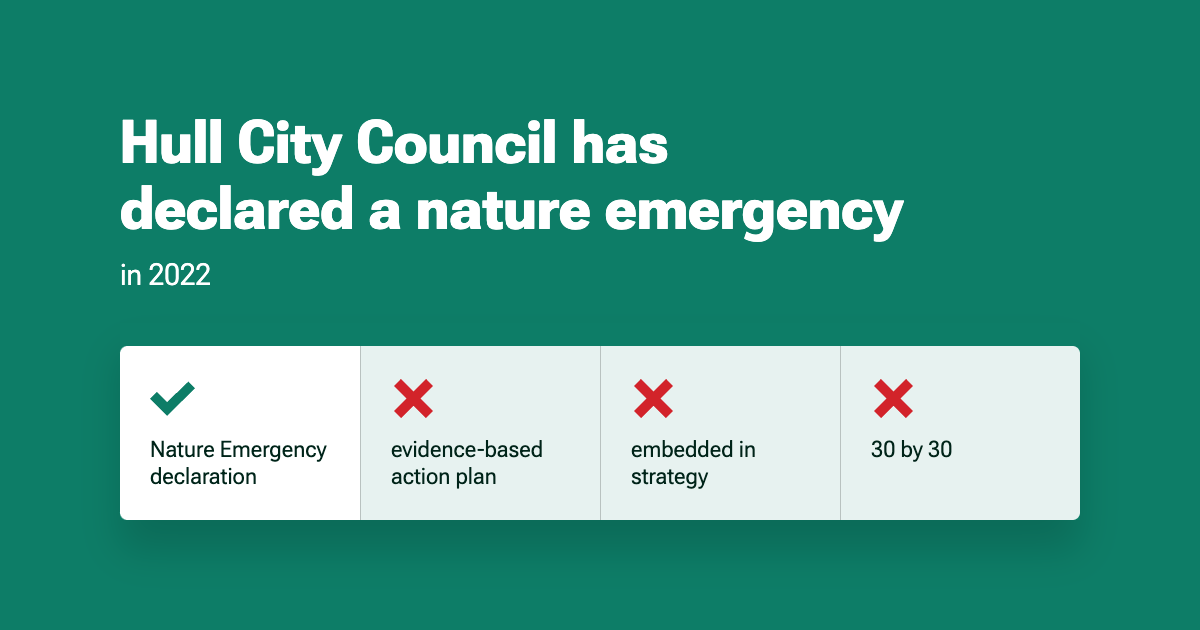 Hull City Council has
declared a nature emergency
in 2022
Nature Emergency
declaration
evidence-based
action plan
embedded in
strategy
30 by 30